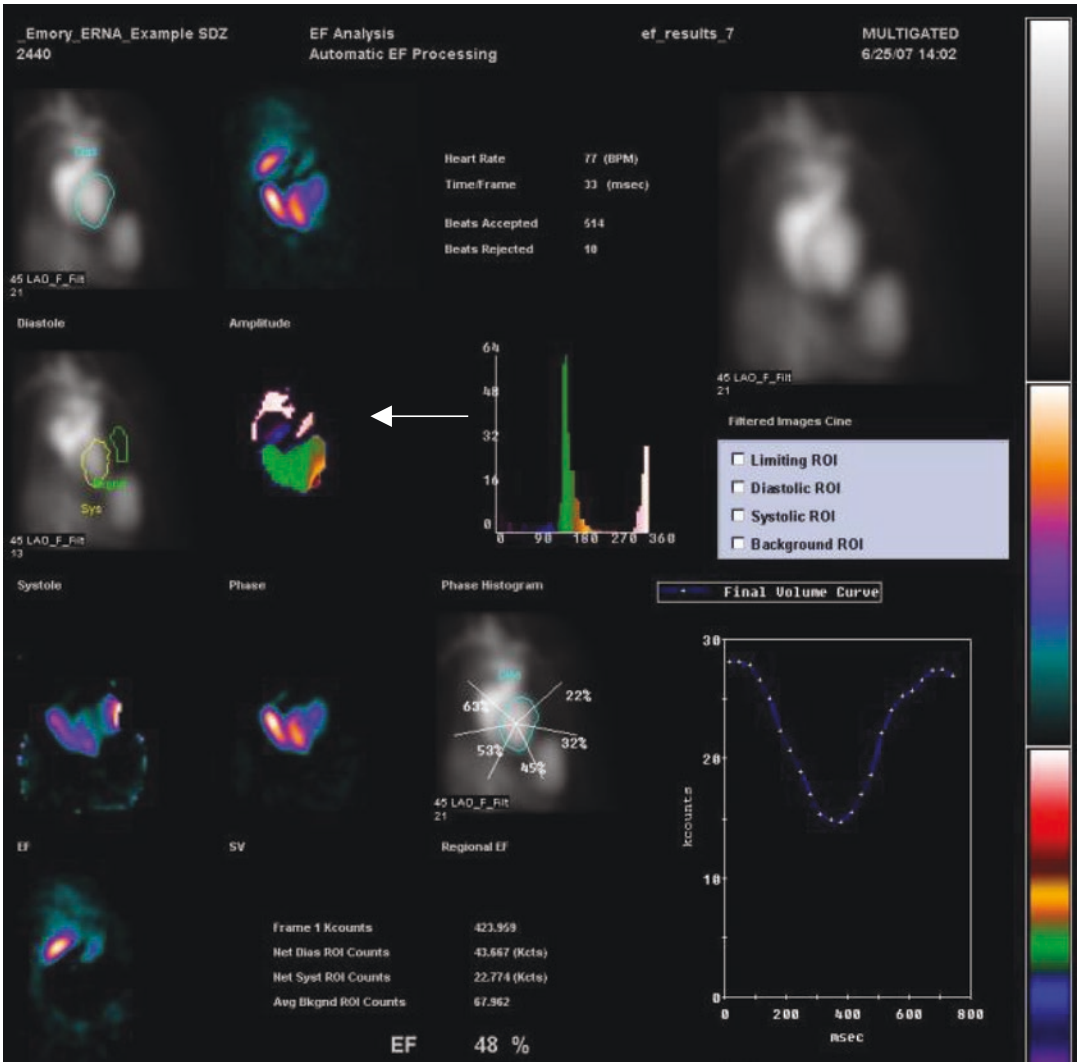 _Emory_ERNA_Example SDZ
2440
EF Analysis
Automatic EF Processing
ef_results_7
MULTIGATED
6/25/07 14:02
Dias
45 LAO_F_Filt
21
Diastole
Amplitude
Heart Rate 77 (BPM)
Time/Frame 33 (msec)
Beats Accepted 514
Beats Rejected 10
45 LAO_F_Filt
21
Filtered Images Cine
Limiting ROI
Diastolic ROI
Systolic ROI
Background ROI
Sys
45 LAO_F_Filt
13
Systole
Phase
64
48
32
16
0
0 90 180 270 360
Phase Histogram
Final Volume Curve
22%
63%
32%
53%
45%
45 LAO_F_Filt
21
EF
SV
Regional EF
30
20
10
0
kcounts
0 200 400 600 800
msec
Frame 1 Kcounts 423.959
Net Dias ROI Counts 43.667 (Kcts)
Net Syst ROI Counts 22.774 (Kcts)
Avg Bkgnd ROI Counts 67.962
EF 48 %